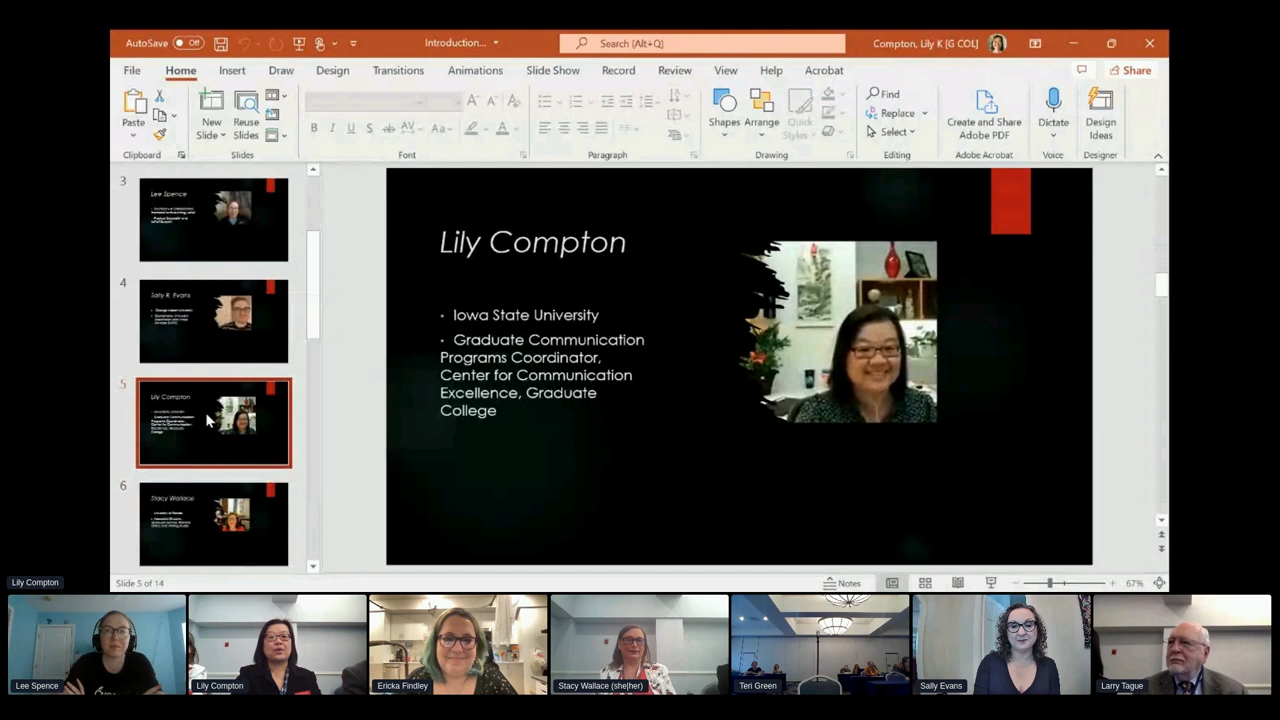 AutoSave Off
Introduction...
Search (Alt+Q)
Compton, Lily K [G COL]
File Home Insert Draw Design Transitions Animations Slide Show Record Review View Help Acrobat
Share
Paste
New Slide
Reuse Slides
B I U S ab AV Aa A
Shapes
Arrange
Quick Styles
Find
Replace
Select
Create and Share Adobe PDF
Dictate
Design Ideas
Clipboard Slides Font Paragraph Drawing Editing Adobe Acrobat Voice Designer
3
Lee Spence
4
Sally R. Evans
5
Lily Compton
6
Stacy Wallace
Lily Compton
• Iowa State University
• Graduate Communication
Programs Coordinator,
Center for Communication
Excellence, Graduate
College
Lily Compton
Slide 5 of 14
Notes
67%
Lee Spence
Lily Compton
Ericka Findley
Stacy Wallace (she|her)
Teri Green
Sally Evans
Larry Tague